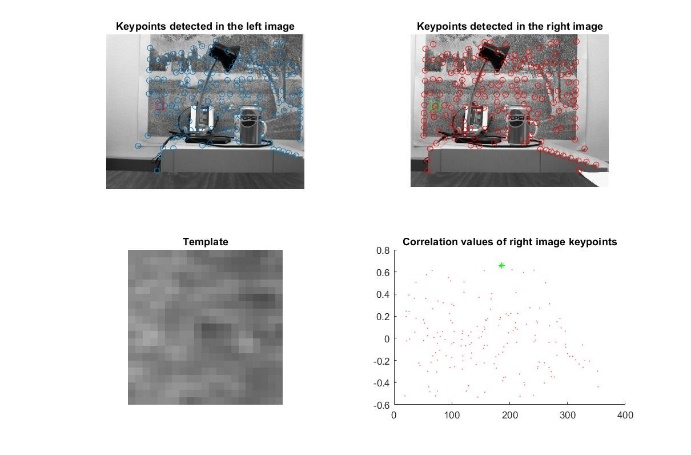 Keypoints detected in the left image
Keypoints detected in the right image
Template
Correlation values of right image keypoints
0.8
0.6
0.4
0.2
0
-0.2
-0.4
-0.6
0 100 200 300 400